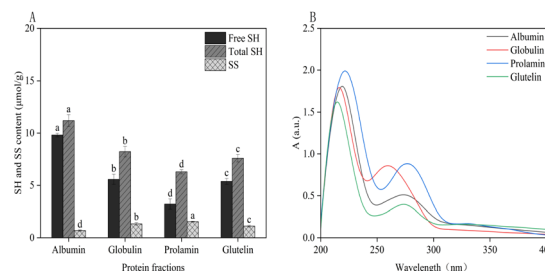 A
Free SH
Total SH
SS
SH and SS content (μmol/g)
15
10
5
0
a
a
d
b
b
b
d
d
a
c
c
c
Albumin
Globulin
Prolamin
Glutelin
Protein fractions
B
Albumin
Globulin
Prolamin
Glutelin
A (a.u.)
2.5
2.0
1.5
1.0
0.5
0.0
200
250
300
350
400
Wavelength（nm）